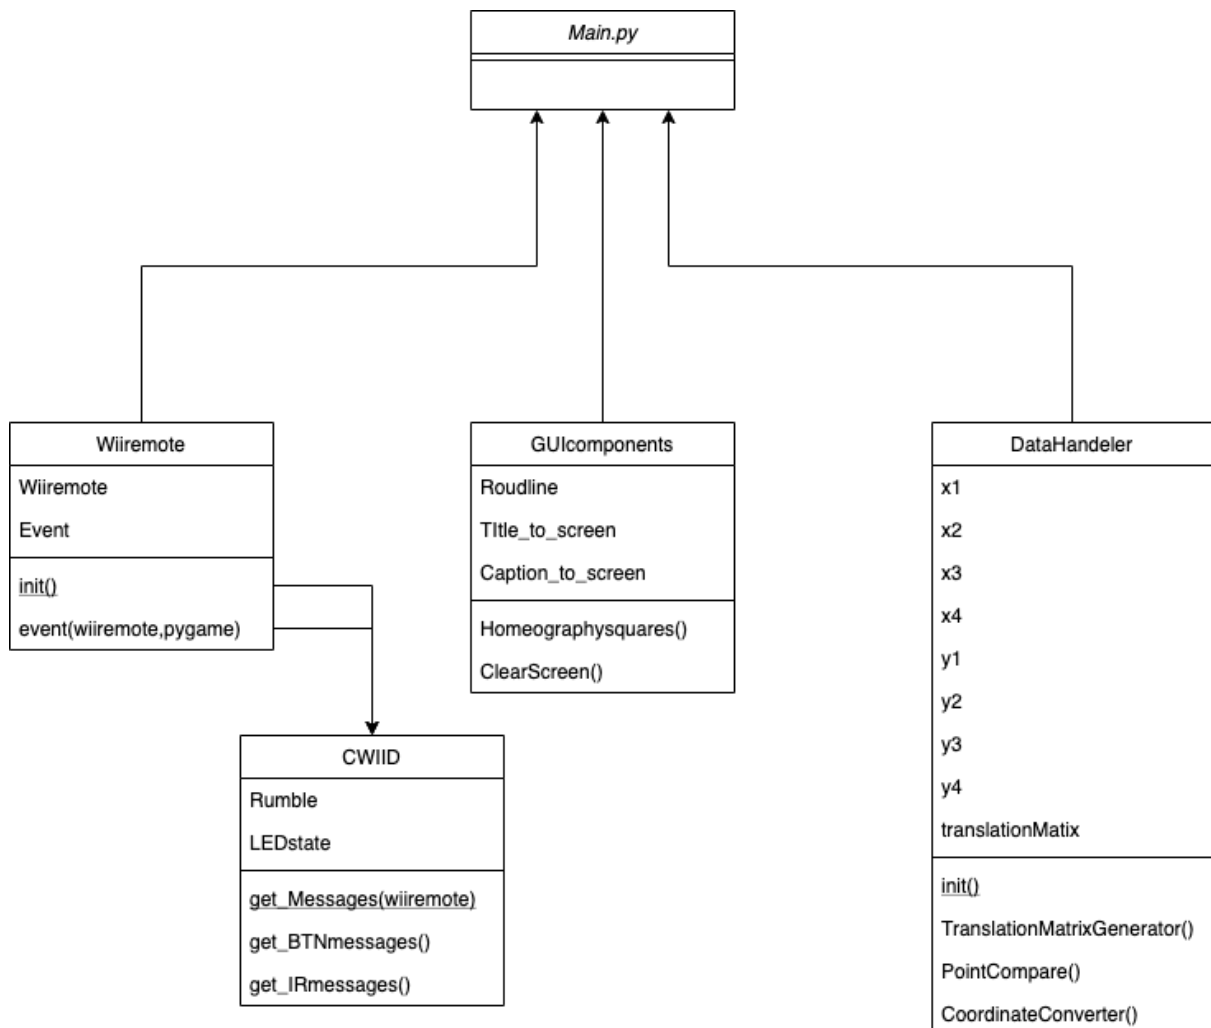 Main.py
Wiiremote
Wiiremote
Event
init()
event(wiiremote,pygame)
GUIcomponents
Roudline
TItle_to_screen
Caption_to_screen
Homeographysquares()
ClearScreen()
DataHandeler
x1
x2
x3
x4
y1
y2
y3
y4
translationMatix
init()
TranslationMatrixGenerator()
PointCompare()
CoordinateConverter()
CWIID
Rumble
LEDstate
get_Messages(wiiremote)
get_BTNmessages()
get_IRmessages()